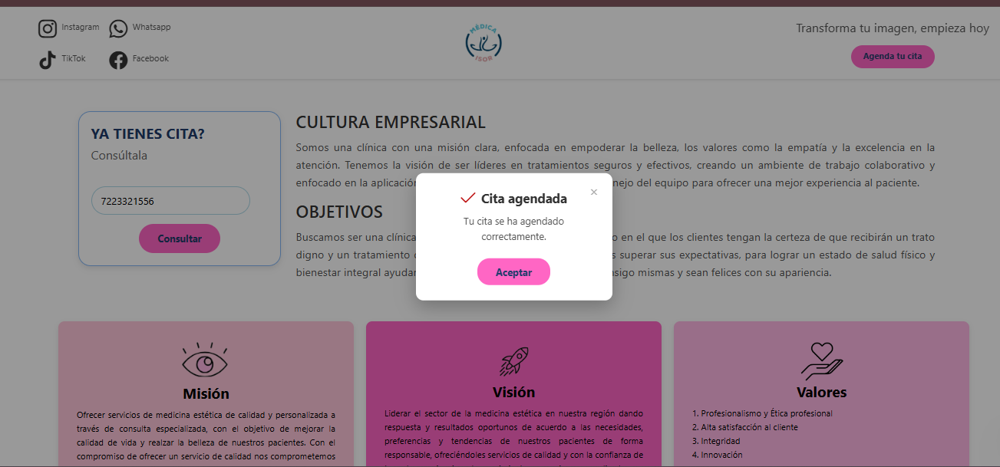 Instagram
Whatsapp
TikTok
Facebook
MÉDICA
ISOR
Transforma tu imagen, empieza hoy
Agenda tu cita
YA TIENES CITA?
Consúltala
7223321556
Consultar
CULTURA EMPRESARIAL
Somos una clínica con una misión clara, enfocada en empoderar la belleza, los valores como la empatía y la excelencia en la
atención. Tenemos la visión de ser líderes en tratamientos seguros y efectivos, creando un ambiente de trabajo colaborativo y
enfocado en la aplicación
nejo del equipo para ofrecer una mejor experiencia al paciente.
OBJETIVOS
Buscamos ser una clínica
o en el que los clientes tengan la certeza de que recibirán un trato
digno y un tratamiento
s superar sus expectativas, para lograr un estado de salud físico y
bienestar integral ayudan
nsigo mismas y sean felices con su apariencia.
Cita agendada
×
Tu cita se ha agendado
correctamente.
Aceptar
Misión
Ofrecer servicios de medicina estética de calidad y personalizada a
través de consulta especializada, con el objetivo de mejorar la
calidad de vida y realzar la belleza de nuestros pacientes. Con el
compromiso de ofrecer un servicio de calidad nos comprometemos
Visión
Liderar el sector de la medicina estética en nuestra región dando
respuesta y resultados oportunos de acuerdo a las necesidades,
preferencias y tendencias de nuestros pacientes de forma
responsable, ofreciéndoles servicios de calidad y con la confianza de
Valores
1. Profesionalismo y Ética profesional
2. Alta satisfacción al cliente
3. Integridad
4. Innovación